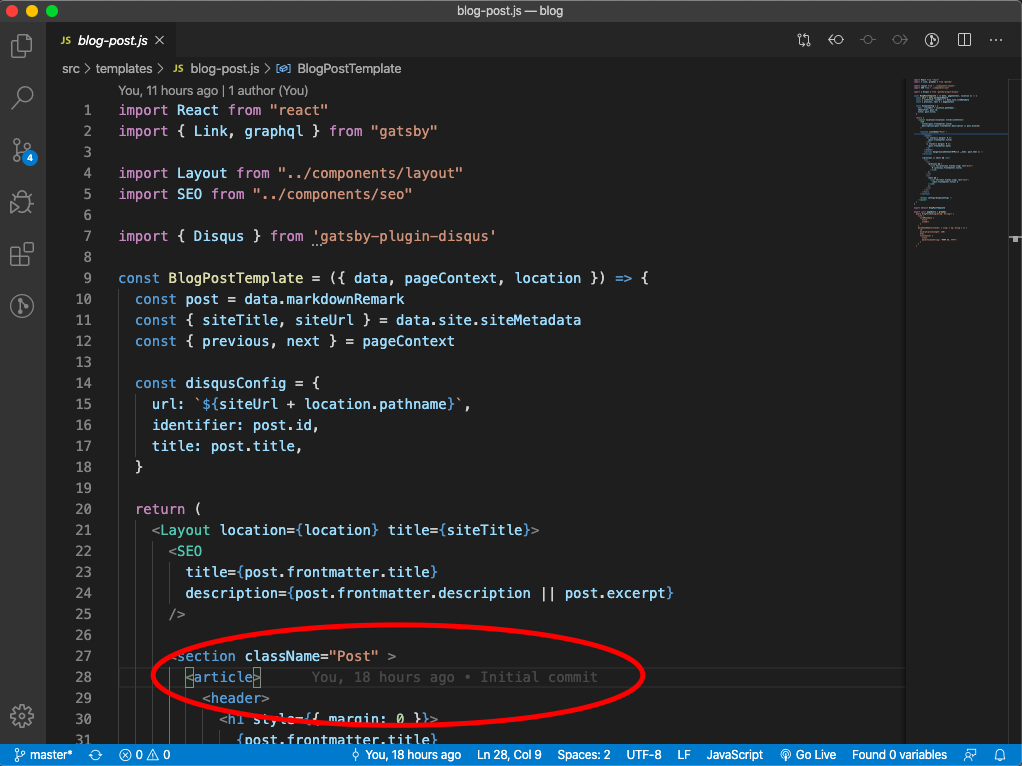 blog-post.js — blog
JS blog-post.js
src > templates > JS blog-post.js > BlogPostTemplate
You, 11 hours ago | 1 author (You)
1 import React from "react"
2 import { Link, graphql } from "gatsby"
3
4 import Layout from "../components/layout"
5 import SEO from "../components/seo"
6
7 import { Disqus } from 'gatsby-plugin-disqus'
8
9 const BlogPostTemplate = ({ data, pageContext, location }) => {
10 const post = data.markdownRemark
11 const { siteTitle, siteUrl } = data.site.siteMetadata
12 const { previous, next } = pageContext
13
14 const disqusConfig = {
15 url: `${siteUrl + location.pathname}`,
16 identifier: post.id,
17 title: post.title,
18 }
19
20 return (
21 <Layout location={location} title={siteTitle}>
22 <SEO
23 title={post.frontmatter.title}
24 description={post.frontmatter.description || post.excerpt}
25 />
26
27 <section className="Post" >
28 <article> You, 18 hours ago • Initial commit
29 <header>
30 <h1 style={{ margin: 0 }}>
31 {post.frontmatter.title}
4
master* 0 0 You, 18 hours ago Ln 28, Col 9 Spaces: 2 UTF-8 LF JavaScript Go Live Found 0 variables